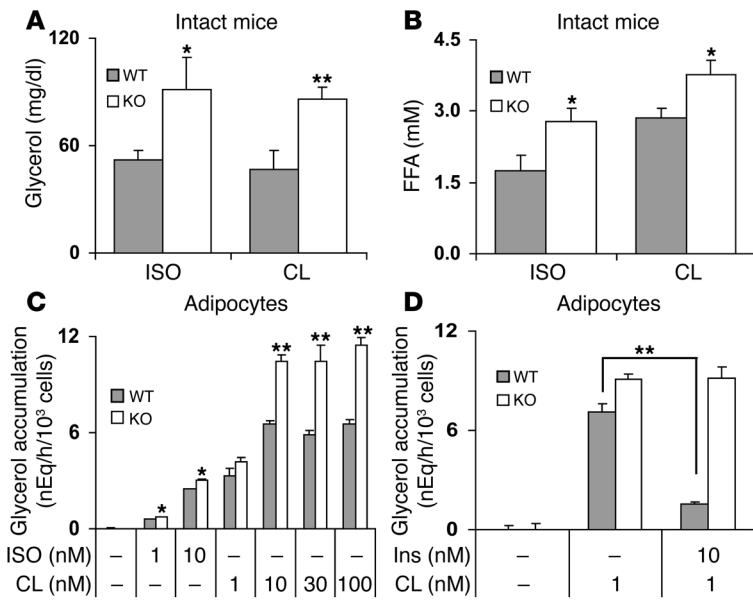 A Intact mice
Glycerol (mg/dl)
120
60
0
WT
KO
*
**
ISO CL
B Intact mice
FFA (mM)
4.5
3.0
1.5
0.0
WT
KO
*
*
ISO CL
C Adipocytes
Glycerol accumulation
(nEq/h/10³ cells)
12
6
0
WT
KO
*
*
**
**
**
ISO (nM) – 1 10 – – – –
CL (nM) – – – 1 10 30 100
D Adipocytes
Glycerol accumulation
(nEq/h/10³ cells)
12
9
6
3
0
WT
KO
**
Ins (nM) – – 10
CL (nM) – 1 1